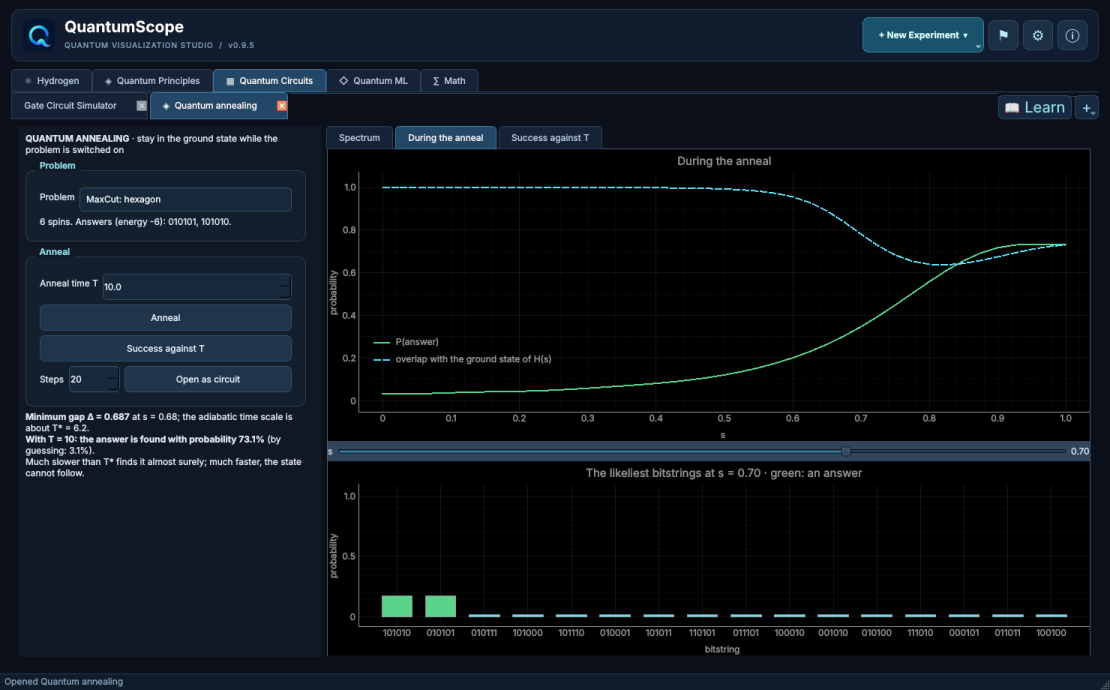 QuantumScope
QUANTUM VISUALIZATION STUDIO / v0.9.5
+ New Experiment
Hydrogen
Quantum Principles
Quantum Circuits
Quantum ML
∑ Math
Gate Circuit Simulator
Quantum annealing
Learn
+
QUANTUM ANNEALING · stay in the ground state while the
problem is switched on
Problem
Problem
MaxCut: hexagon
6 spins. Answers (energy -6): 010101, 101010.
Anneal
Anneal time T
10.0
Anneal
Success against T
Steps
20
Open as circuit
Minimum gap Δ = 0.687 at s = 0.68; the adiabatic time scale is
about T* = 6.2.
With T = 10: the answer is found with probability 73.1% (by
guessing: 3.1%).
Much slower than T* finds it almost surely; much faster, the state
cannot follow.
Spectrum
During the anneal
Success against T
During the anneal
1.0
0.8
0.6
0.4
0.2
0
probability
P(answer)
overlap with the ground state of H(s)
0 0.1 0.2 0.3 0.4 0.5 0.6 0.7 0.8 0.9 1.0
s
s
0.70
The likeliest bitstrings at s = 0.70 · green: an answer
1.0
0.5
0
probability
101010 010101 010111 101000 101110 010001 101011 110101 011101 100010 001010 010100 111010 000101 011011 100100
bitstring
Opened Quantum annealing